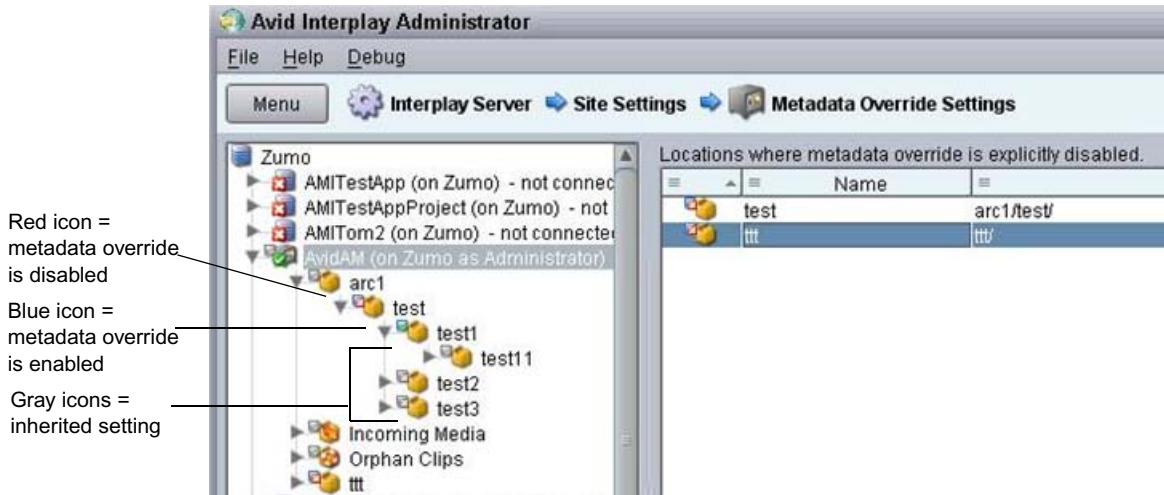 Avid Interplay Administrator
File Help Debug
Menu Interplay Server Site Settings Metadata Override Settings
Zumo
AMITestApp (on Zumo) - not connec
AMITestAppProject (on Zumo) - not
AMITom2 (on Zumo) - not connecte
AvidAM (on Zumo as Administrator)
arc1
test
test1
test11
test2
test3
Incoming Media
Orphan Clips
ttt
Locations where metadata override is explicitly disabled.
Name
test arc1/test/
ttt ttt/
Red icon =
metadata override
is disabled
Blue icon =
metadata override
is enabled
Gray icons =
inherited setting